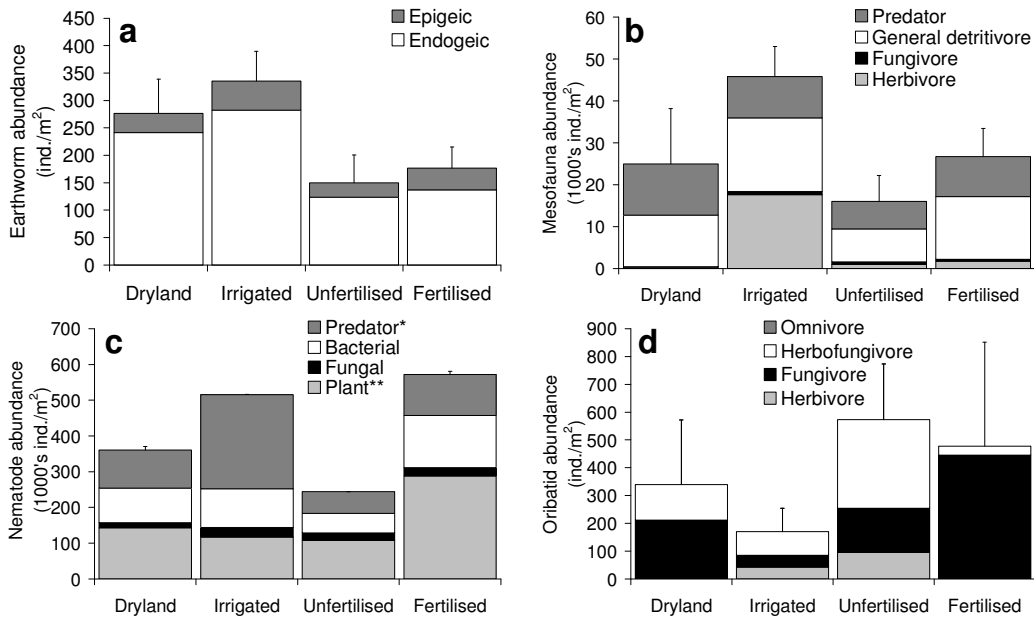 a
Epigeic
Endogeic
Earthworm abundance
(ind./m²)
450
400
350
300
250
200
150
100
50
0
Dryland Irrigated Unfertilised Fertilised
b
Predator
General detritivore
Fungivore
Herbivore
Mesofauna abundance
(1000's ind./m²)
60
50
40
30
20
10
0
Dryland Irrigated Unfertilised Fertilised
c
Predator*
Bacterial
Fungal
Plant**
Nematode abundance
(1000's ind./m²)
700
600
500
400
300
200
100
0
Dryland Irrigated Unfertilised Fertilised
d
Omnivore
Herbofungivore
Fungivore
Herbivore
Oribatid abundance
(ind./m²)
900
800
700
600
500
400
300
200
100
0
Dryland Irrigated Unfertilised Fertilised